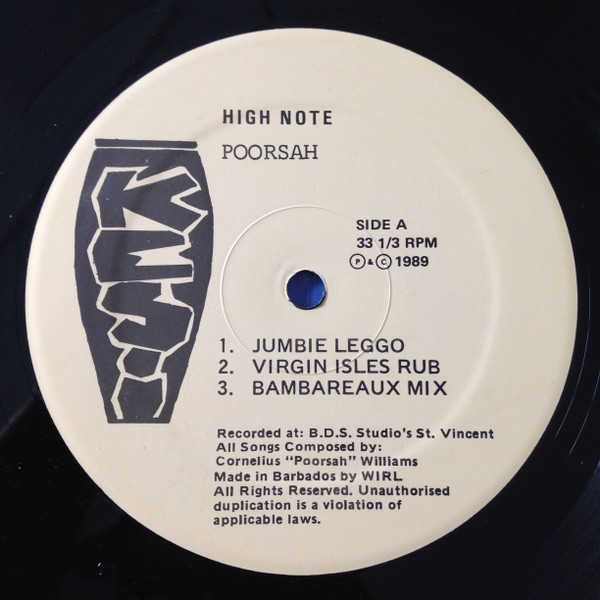 HIGH NOTE
POORSAH
SIDE A
33 1/3 RPM
Ⓟ & Ⓒ 1989
1. JUMBIE LEGGO
2. VIRGIN ISLES RUB
3. BAMBAREAUX MIX
Recorded at: B.D.S. Studio's St. Vincent
All Songs Composed by:
Cornelius "Poorsah" Williams
Made in Barbados by WIRL
All Rights Reserved. Unauthorised
duplication is a violation of
applicable laws.